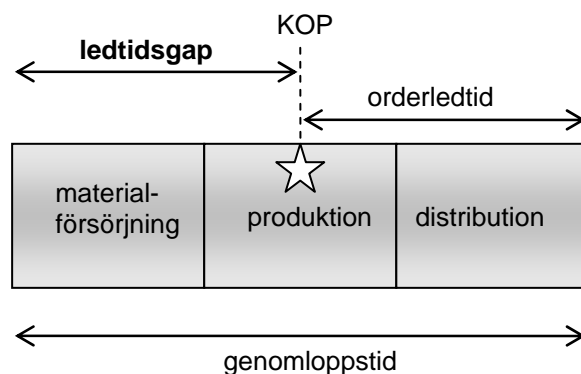 KOP
ledtidsgap
orderledtid
material-
försörjning
produktion
distribution
genomloppstid